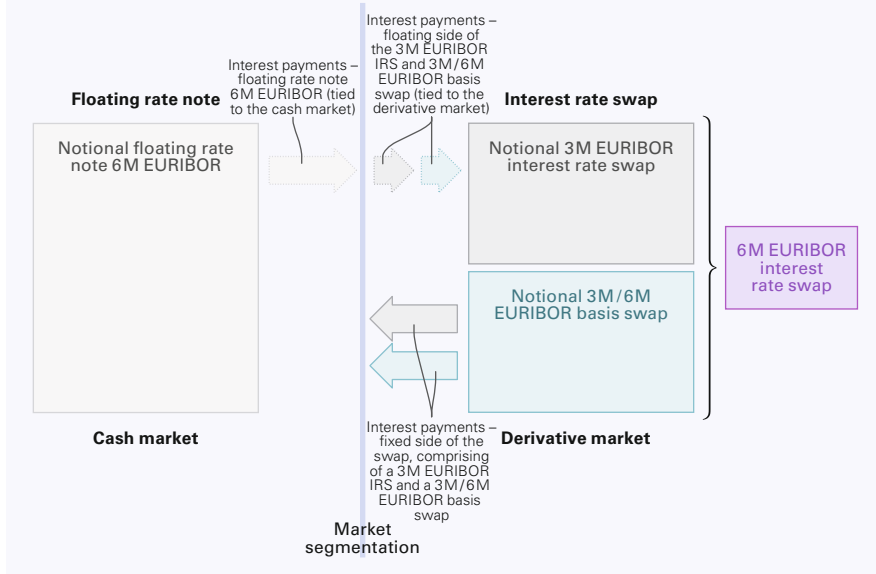 Interest payments –
floating rate note
6M EURIBOR (tied
to the cash market)
Interest payments –
floating side of
the 3M EURIBOR
IRS and 3M/6M
EURIBOR basis
swap (tied to the
derivative market)
Floating rate note
Interest rate swap
Notional floating rate
note 6M EURIBOR
Notional 3M EURIBOR
interest rate swap
6M EURIBOR
interest
rate swap
Notional 3M/6M
EURIBOR basis swap
Interest payments –
fixed side of the
swap, comprising
of a 3M EURIBOR
IRS and a 3M/6M
EURIBOR basis
swap
Cash market
Derivative market
Market
segmentation